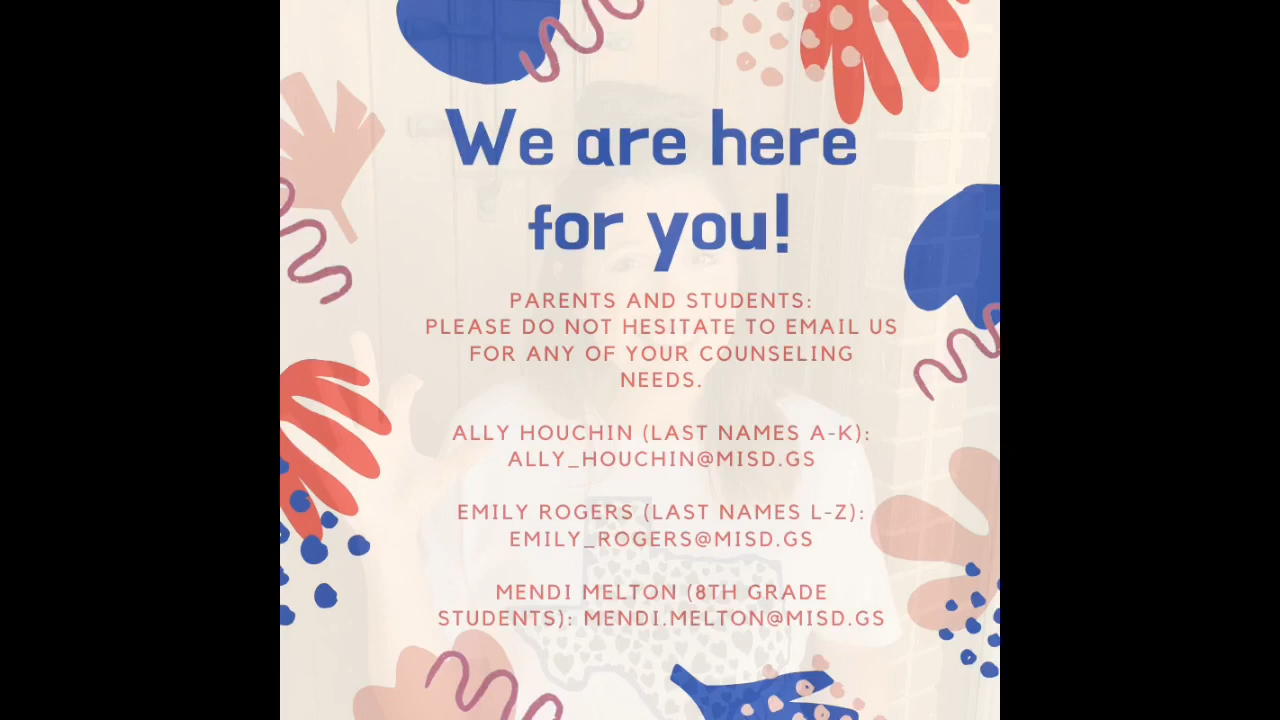 We are here
for you!
PARENTS AND STUDENTS:
PLEASE DO NOT HESITATE TO EMAIL US
FOR ANY OF YOUR COUNSELING
NEEDS.
ALLY HOUCHIN (LAST NAMES A-K):
ALLY_HOUCHIN@MISD.GS
EMILY ROGERS (LAST NAMES L-Z):
EMILY_ROGERS@MISD.GS
MENDI MELTON (8TH GRADE
STUDENTS): MENDI.MELTON@MISD.GS